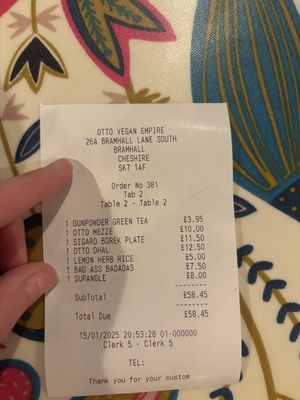 OTTO VEGAN EMPIRE
26A BRAMHALL LANE SOUTH
BRAMHALL
CHESHIRE
SK7 1AF
Order No 381
Tab 2
Table 2 - Table 2
1 GUNPOWDER GREEN TEA £3.95
1 OTTO MEZZE £10.00
1 SIGARO BOREK PLATE £11.50
1 OTTO DHAL £12.50
1 LEMON HERB RICE £5.00
1 BAD ASS BADADAS £7.50
1 SUPANGLE £8.00
--------
SubTotal £58.45
--------
Total Due £58.45
15/01/2025 20:53:28 01-000000
Clerk 5 - Clerk 5
TEL:
Thank you for your custom